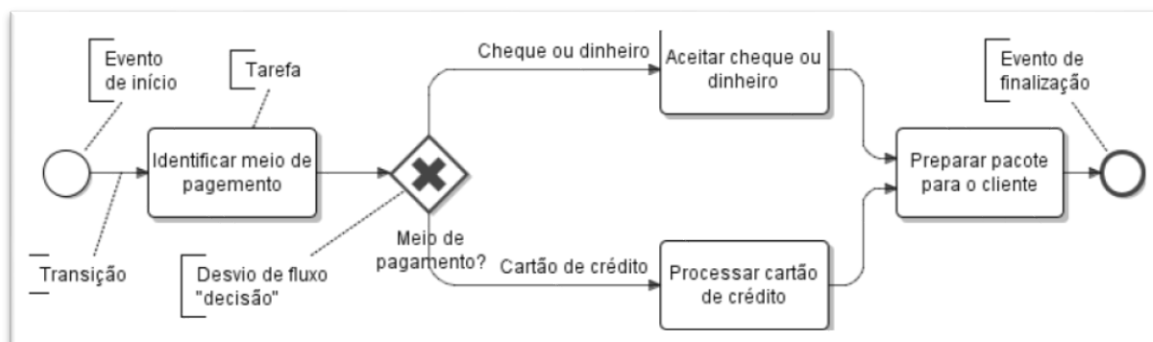 Evento
de início
Tarefa
Cheque ou dinheiro
Aceitar cheque ou
dinheiro
Evento de
finalização
Identificar meio de
pagemento
Preparar pacote
para o cliente
Transição
Desvio de fluxo
"decisão"
Meio de
pagamento?
Cartão de crédito
Processar cartão
de crédito